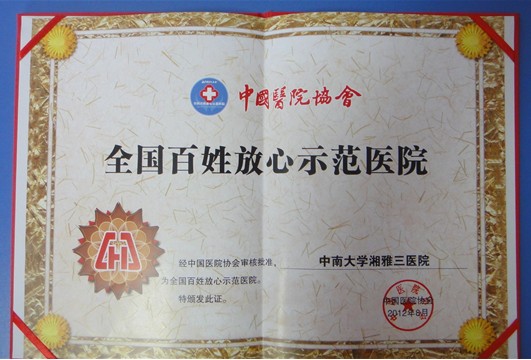 中國醫院協會
全国百姓放心示范医院
经中国医院协会审核批准, 中南大学湘雅三医院
为全国百姓放心示范医院。
特颁发此证。
中国医院协会
2012年8月